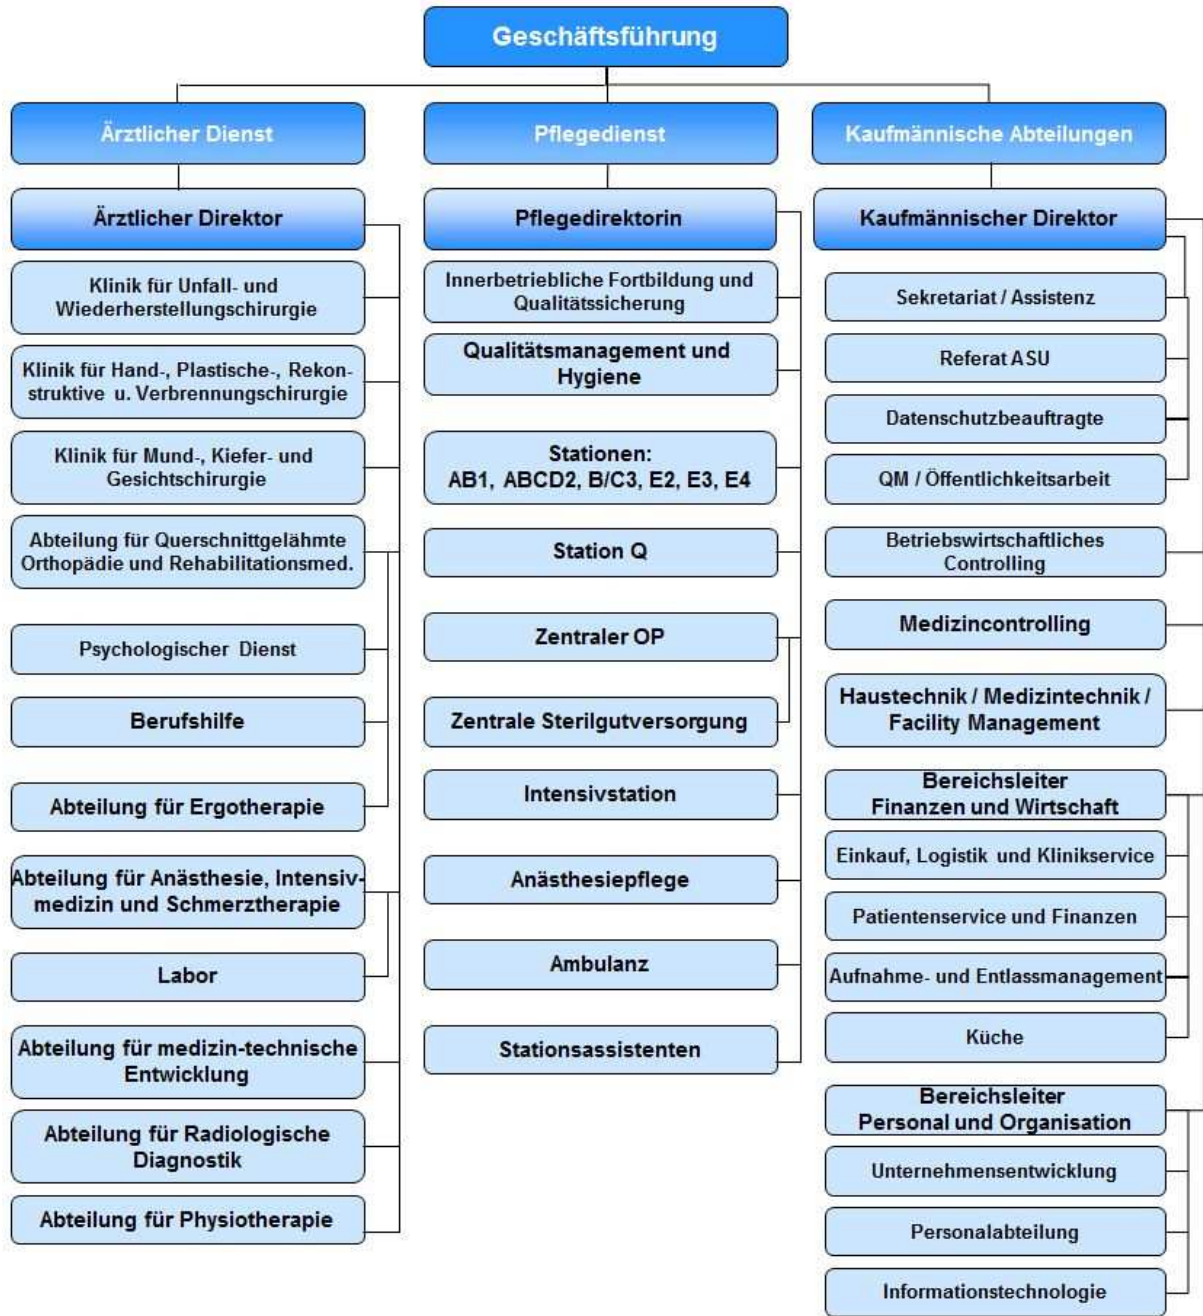 Geschäftsführung
Ärztlicher Dienst
Ärztlicher Direktor
Klinik für Unfall- und
Wiederherstellungschirurgie
Klinik für Hand-, Plastische-, Rekon-
struktive u. Verbrennungschirurgie
Klinik für Mund-, Kiefer- und
Gesichtschirurgie
Abteilung für Querschnittgelähmte
Orthopädie und Rehabilitationsmed.
Psychologischer Dienst
Berufshilfe
Abteilung für Ergotherapie
Abteilung für Anästhesie, Intensiv-
medizin und Schmerztherapie
Labor
Abteilung für medizin-technische
Entwicklung
Abteilung für Radiologische
Diagnostik
Abteilung für Physiotherapie
Pflegedienst
Pflegedirektorin
Innerbetriebliche Fortbildung und
Qualitätssicherung
Qualitätsmanagement und
Hygiene
Stationen:
AB1, ABCD2, B/C3, E2, E3, E4
Station Q
Zentraler OP
Zentrale Sterilgutversorgung
Intensivstation
Anästhesiepflege
Ambulanz
Stationsassistenten
Kaufmännische Abteilungen
Kaufmännischer Direktor
Sekretariat / Assistenz
Referat ASU
Datenschutzbeauftragte
QM / Öffentlichkeitsarbeit
Betriebswirtschaftliches
Controlling
Medizincontrolling
Haustechnik / Medizintechnik /
Facility Management
Bereichsleiter
Finanzen und Wirtschaft
Einkauf, Logistik und Klinikservice
Patientenservice und Finanzen
Aufnahme- und Entlassmanagement
Küche
Bereichsleiter
Personal und Organisation
Unternehmensentwicklung
Personalabteilung
Informationstechnologie